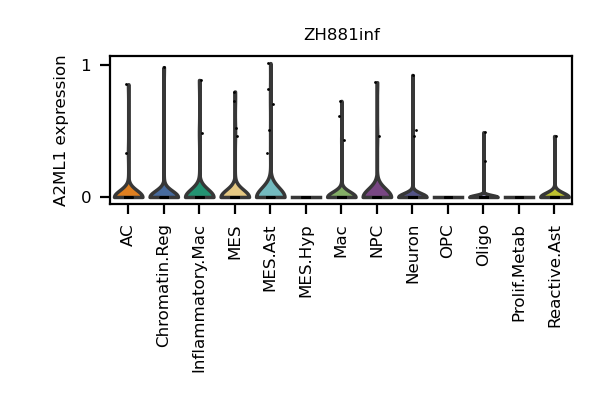 ZH881inf
A2ML1 expression
1
0
AC
Chromatin.Reg
Inflammatory.Mac
MES
MES.Ast
MES.Hyp
Mac
NPC
Neuron
OPC
Oligo
Prolif.Metab
Reactive.Ast